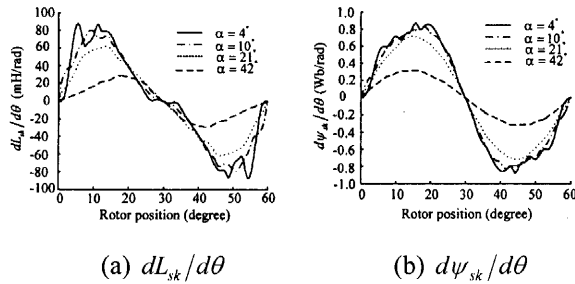 dL_sk/dθ (mH/rad)
100
80
60
40
20
0
-20
-40
-60
-80
-100
α = 4°
α = 10°
α = 21°
α = 42°
0 10 20 30 40 50 60
Rotor position (degree)
(a) dL_sk/dθ
dψ_sk/dθ (Wb/rad)
1.0
0.8
0.6
0.4
0.2
0
-0.2
-0.4
-0.6
-0.8
-1.0
α = 4°
α = 10°
α = 21°
α = 42°
0 10 20 30 40 50 60
Rotor position (degree)
(b) dψ_sk/dθ